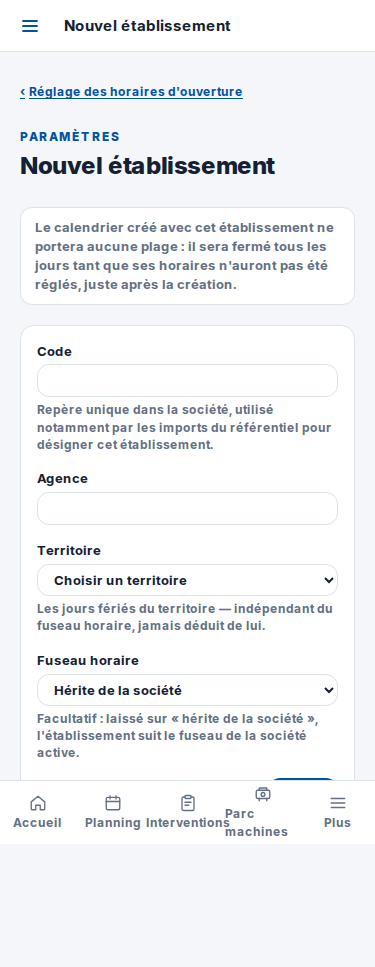 Nouvel établissement
‹ Réglage des horaires d'ouverture
PARAMÈTRES
Nouvel établissement
Le calendrier créé avec cet établissement ne
portera aucune plage : il sera fermé tous les
jours tant que ses horaires n'auront pas été
réglés, juste après la création.
Code
Repère unique dans la société, utilisé
notamment par les imports du référentiel pour
désigner cet établissement.
Agence
Territoire
Choisir un territoire
Les jours fériés du territoire — indépendant du
fuseau horaire, jamais déduit de lui.
Fuseau horaire
Hérite de la société
Facultatif : laissé sur « hérite de la société »,
l'établissement suit le fuseau de la société
active.
Accueil
Planning
Interventions
Parc
machines
Plus